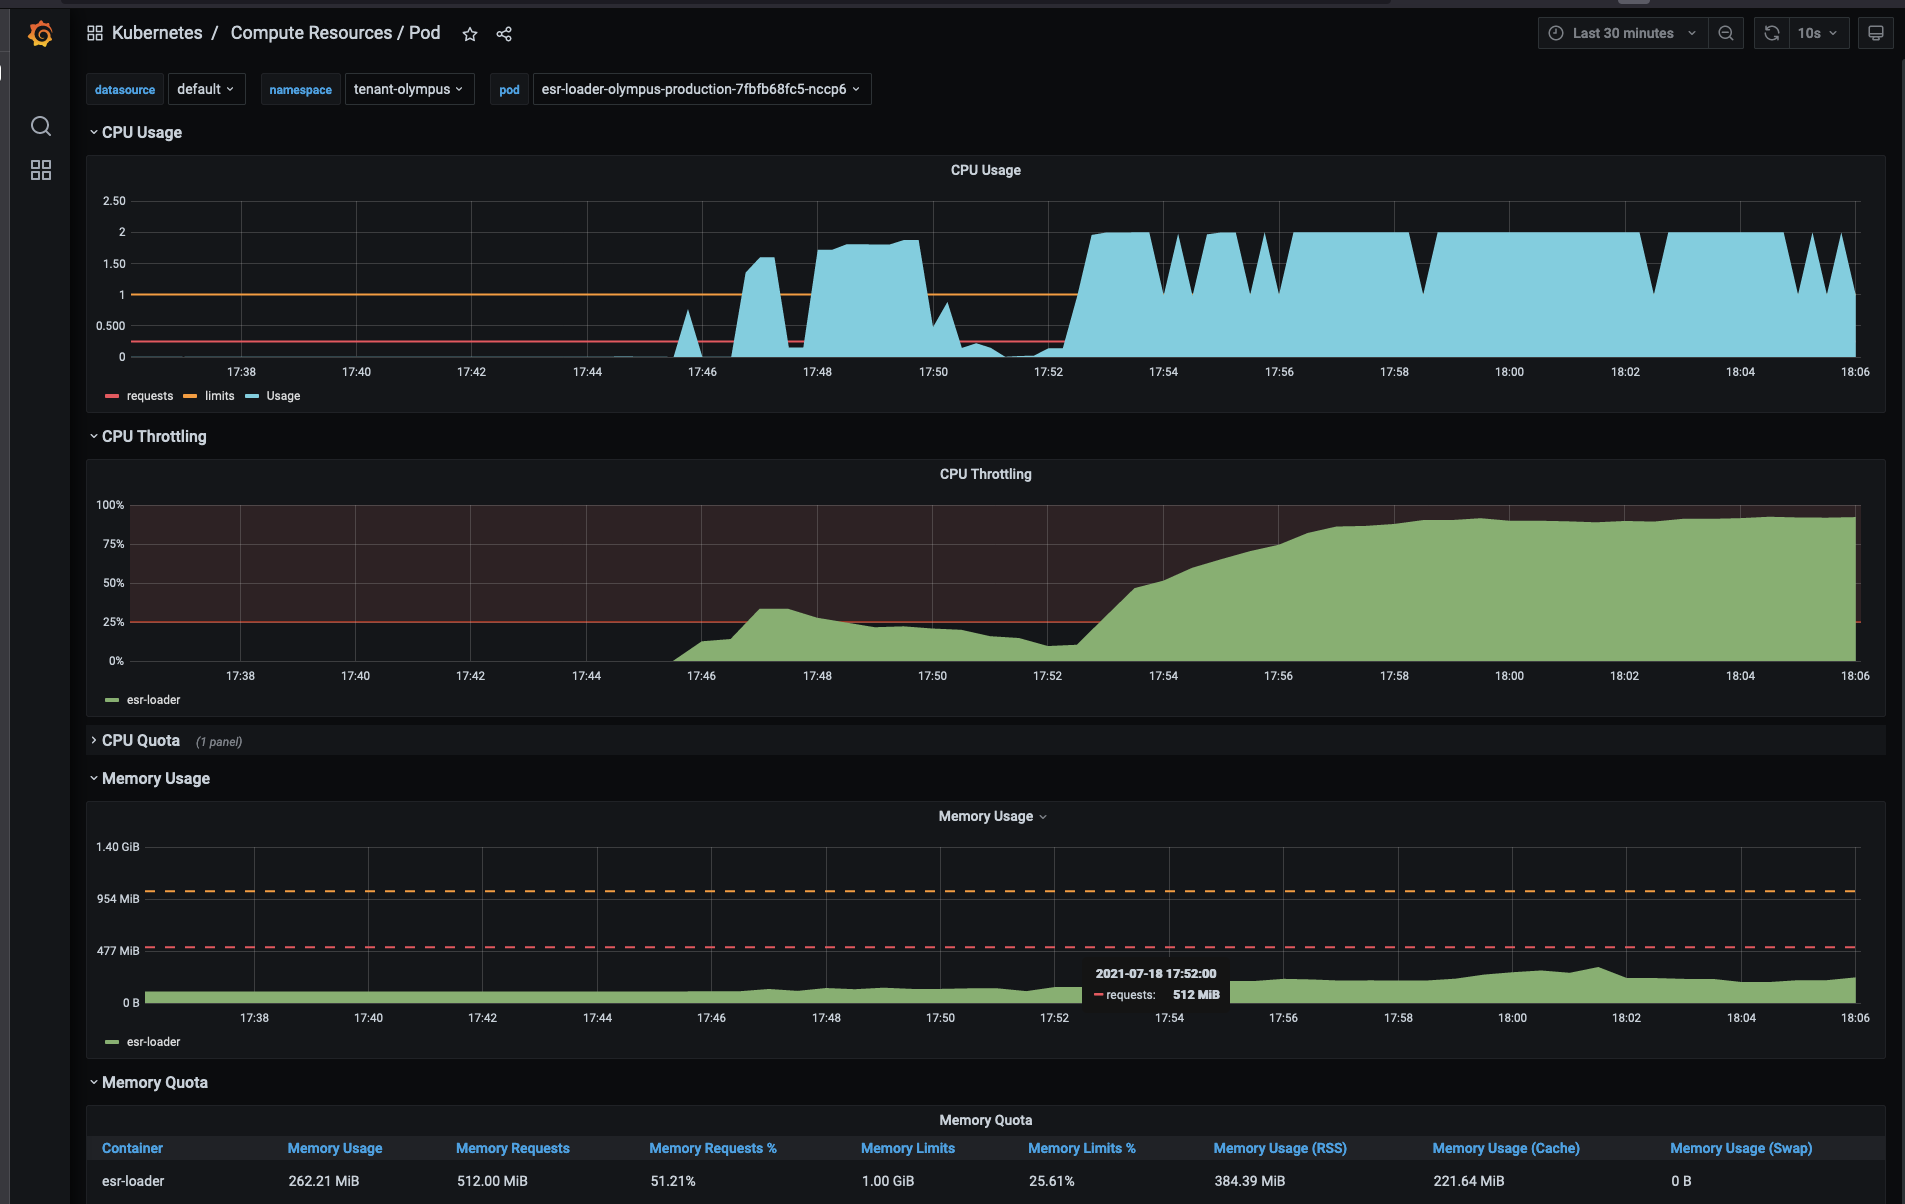 Kubernetes / Compute Resources / Pod
Last 30 minutes
10s
datasource default namespace tenant-olympus pod esr-loader-olympus-production-7fbfb68fc5-nccp6
CPU Usage
CPU Usage
2.50
2
1.50
1
0.500
0
17:38 17:40 17:42 17:44 17:46 17:48 17:50 17:52 17:54 17:56 17:58 18:00 18:02 18:04 18:06
requests limits Usage
CPU Throttling
CPU Throttling
100%
75%
50%
25%
0%
17:38 17:40 17:42 17:44 17:46 17:48 17:50 17:52 17:54 17:56 17:58 18:00 18:02 18:04 18:06
esr-loader
CPU Quota (1 panel)
Memory Usage
Memory Usage
1.40 GiB
954 MiB
477 MiB
0 B
2021-07-18 17:52:00
requests: 512 MiB
17:38 17:40 17:42 17:44 17:46 17:48 17:50 17:52 17:54 17:56 17:58 18:00 18:02 18:04 18:06
esr-loader
Memory Quota
Memory Quota
Container Memory Usage Memory Requests Memory Requests % Memory Limits Memory Limits % Memory Usage (RSS) Memory Usage (Cache) Memory Usage (Swap)
esr-loader 262.21 MiB 512.00 MiB 51.21% 1.00 GiB 25.61% 384.39 MiB 221.64 MiB 0 B